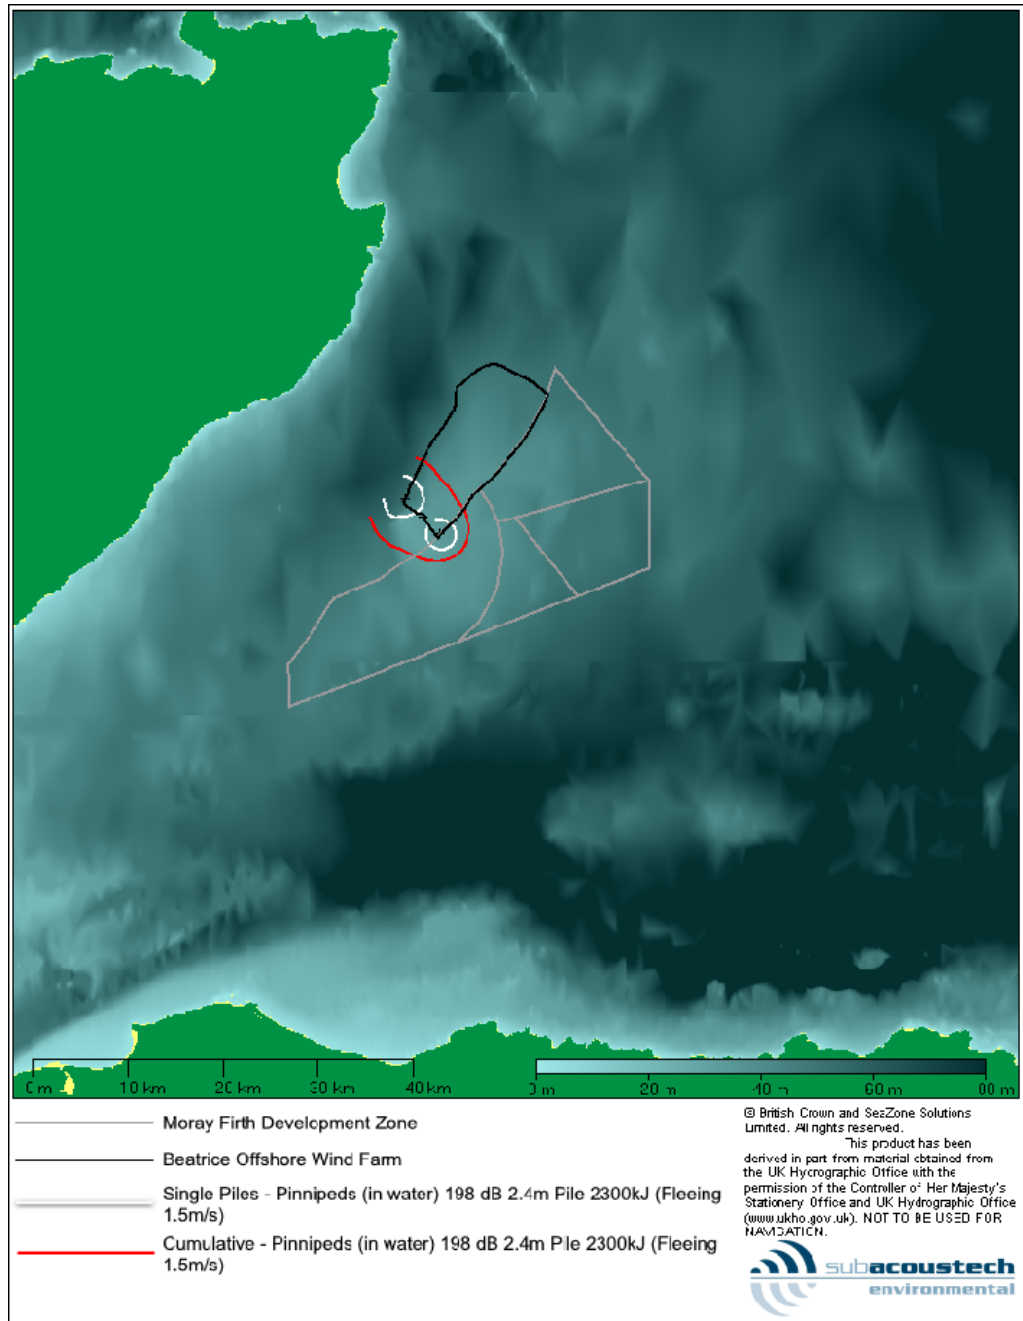 0 m 10 km 20 km 30 km 40 km
0 m 20 m 40 m 60 m 80 m
Moray Firth Development Zone
Beatrice Offshore Wind Farm
Single Piles - Pinnipeds (in water) 198 dB 2.4m Pile 2300kJ (Fleeing
1.5m/s)
Cumulative - Pinnipeds (in water) 198 dB 2.4m Pile 2300kJ (Fleeing
1.5m/s)
© British Crown and SeaZone Solutions
Limited. All rights reserved.
This product has been
derived in part from material obtained from
the UK Hydrographic Office with the
permission of the Controller of Her Majesty's
Stationery Office and UK Hydrographic Office
(www.ukho.gov.uk). NOT TO BE USED FOR
NAVIGATION.
subacoustech
environmental